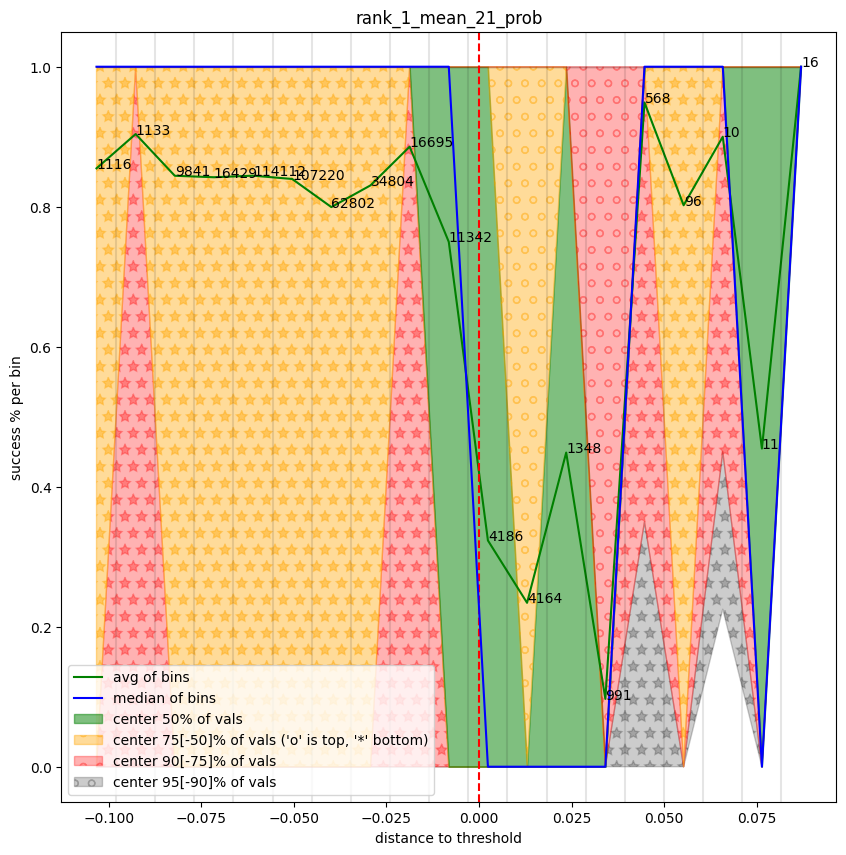 rank_1_mean_21_prob
success % per bin
1.0
0.8
0.6
0.4
0.2
0.0
1116
1133
9841
16429
114112
107220
62802
34804
16695
11342
4186
4164
1348
991
568
96
10
11
16
avg of bins
median of bins
center 50% of vals
center 75[-50]% of vals ('o' is top, '*' bottom)
center 90[-75]% of vals
center 95[-90]% of vals
−0.100 −0.075 −0.050 −0.025 0.000 0.025 0.050 0.075
distance to threshold